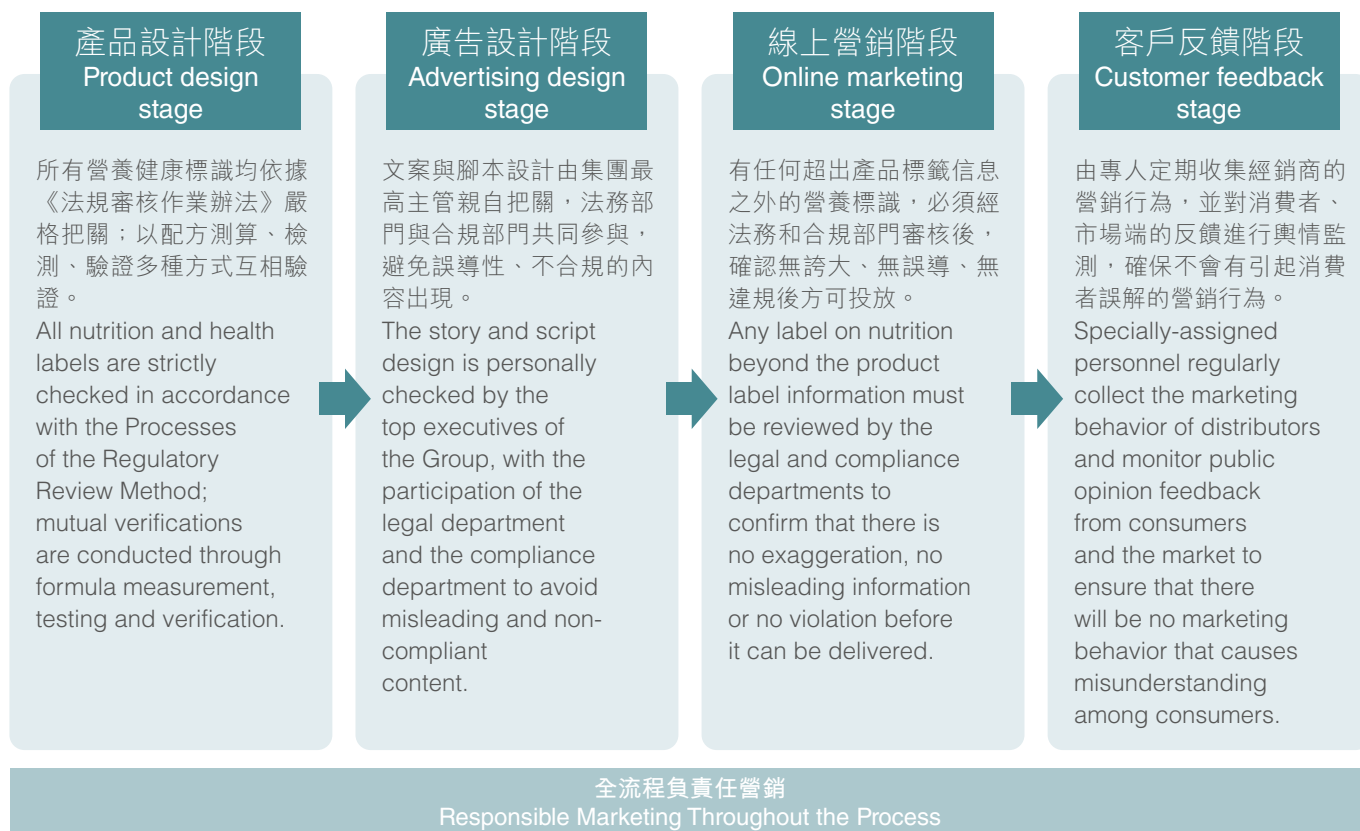 產品設計階段
Product design
stage
所有營養健康標識均依據
《法規審核作業辦法》嚴
格把關；以配方測算、檢
測、驗證多種方式互相驗
證。
All nutrition and health
labels are strictly
checked in accordance
with the Processes
of the Regulatory
Review Method;
mutual verifications
are conducted through
formula measurement,
testing and verification.
廣告設計階段
Advertising design
stage
文案與腳本設計由集團最
高主管親自把關，法務部
門與合規部門共同參與，
避免誤導性、不合規的內
容出現。
The story and script
design is personally
checked by the
top executives of
the Group, with the
participation of the
legal department
and the compliance
department to avoid
misleading and non-
compliant
content.
線上營銷階段
Online marketing
stage
有任何超出產品標籤信息
之外的營養標識，必須經
法務和合規部門審核後，
確認無誇大、無誤導、無
違規後方可投放。
Any label on nutrition
beyond the product
label information must
be reviewed by the
legal and compliance
departments to
confirm that there is
no exaggeration, no
misleading information
or no violation before
it can be delivered.
客戶反饋階段
Customer feedback
stage
由專人定期收集經銷商的
營銷行為，並對消費者、
市場端的反饋進行輿情監
測，確保不會有引起消費
者誤解的營銷行為。
Specially-assigned
personnel regularly
collect the marketing
behavior of distributors
and monitor public
opinion feedback
from consumers
and the market to
ensure that there
will be no marketing
behavior that causes
misunderstanding
among consumers.
全流程負責任營銷
Responsible Marketing Throughout the Process